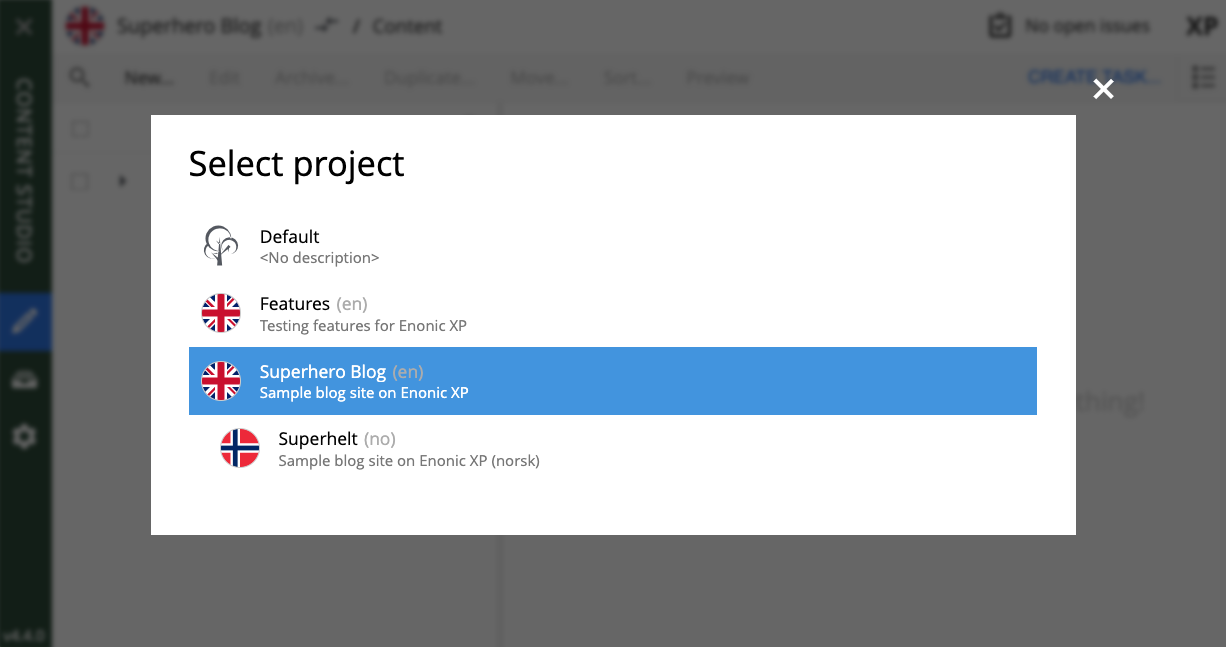 Superhero Blog (en) / Content
No open issues
XP
New...
Edit
Archive...
Duplicate...
Move...
Sort...
Preview
CREATE TASK...
CONTENT STUDIO
Select project
Default
<No description>
Features (en)
Testing features for Enonic XP
Superhero Blog (en)
Sample blog site on Enonic XP
thing!
Superhelt (no)
Sample blog site on Enonic XP (norsk)
v4.4.0